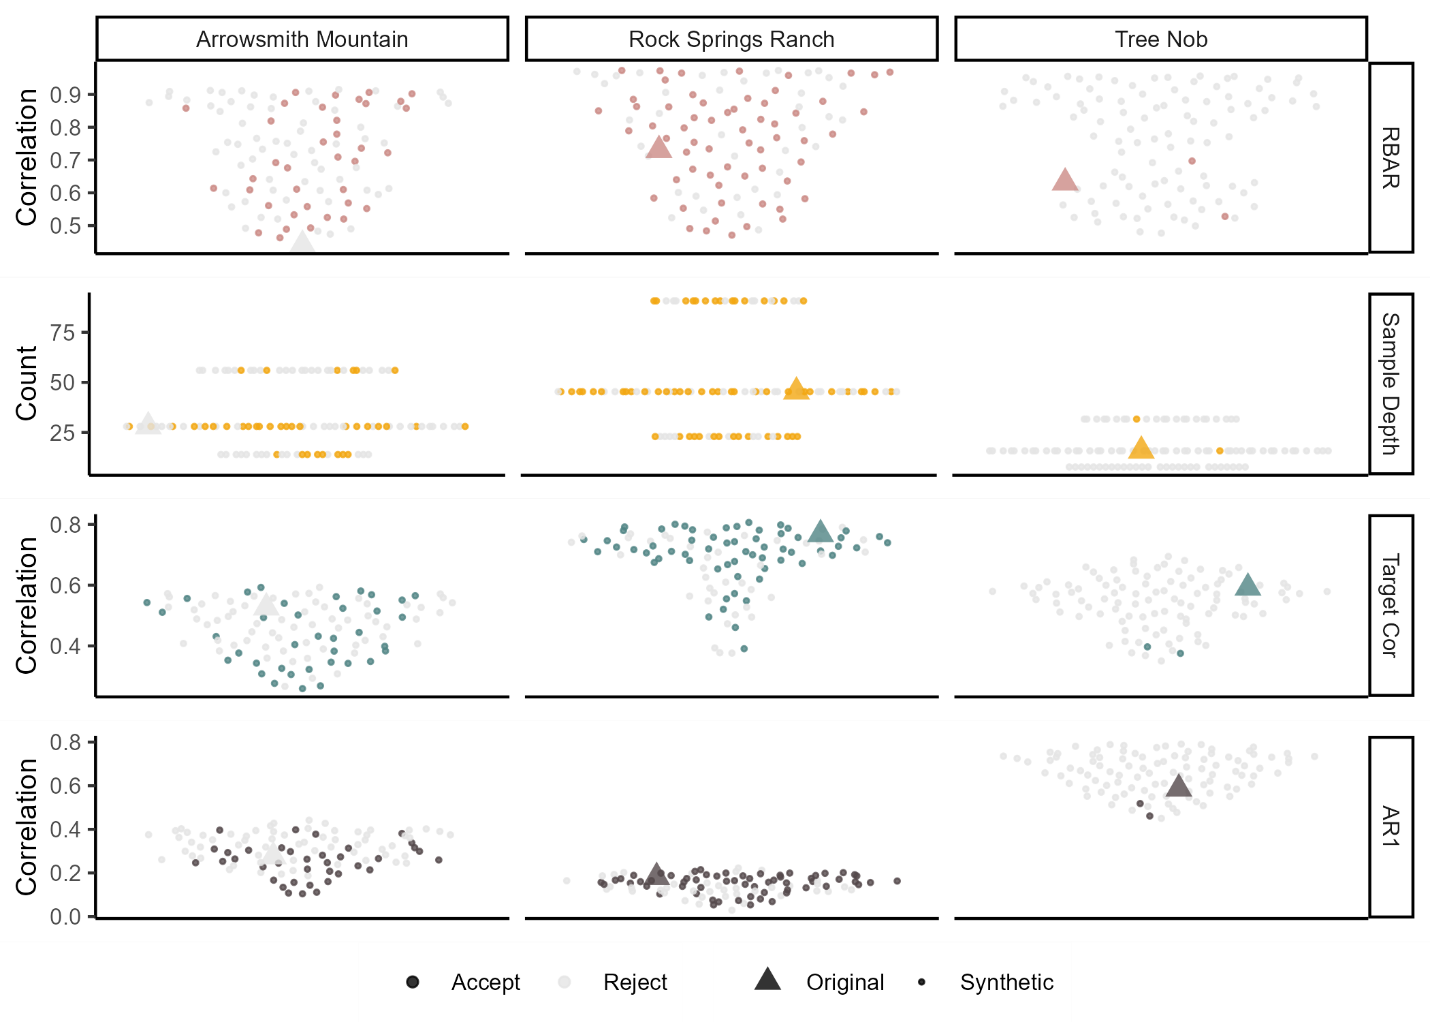 Arrowsmith Mountain
Rock Springs Ranch
Tree Nob
Correlation
0.9
0.8
0.7
0.6
0.5
RBAR
Count
75
50
25
Sample Depth
Correlation
0.8
0.6
0.4
Target Cor
Correlation
0.8
0.6
0.4
0.2
0.0
AR1
Accept
Reject
Original
Synthetic